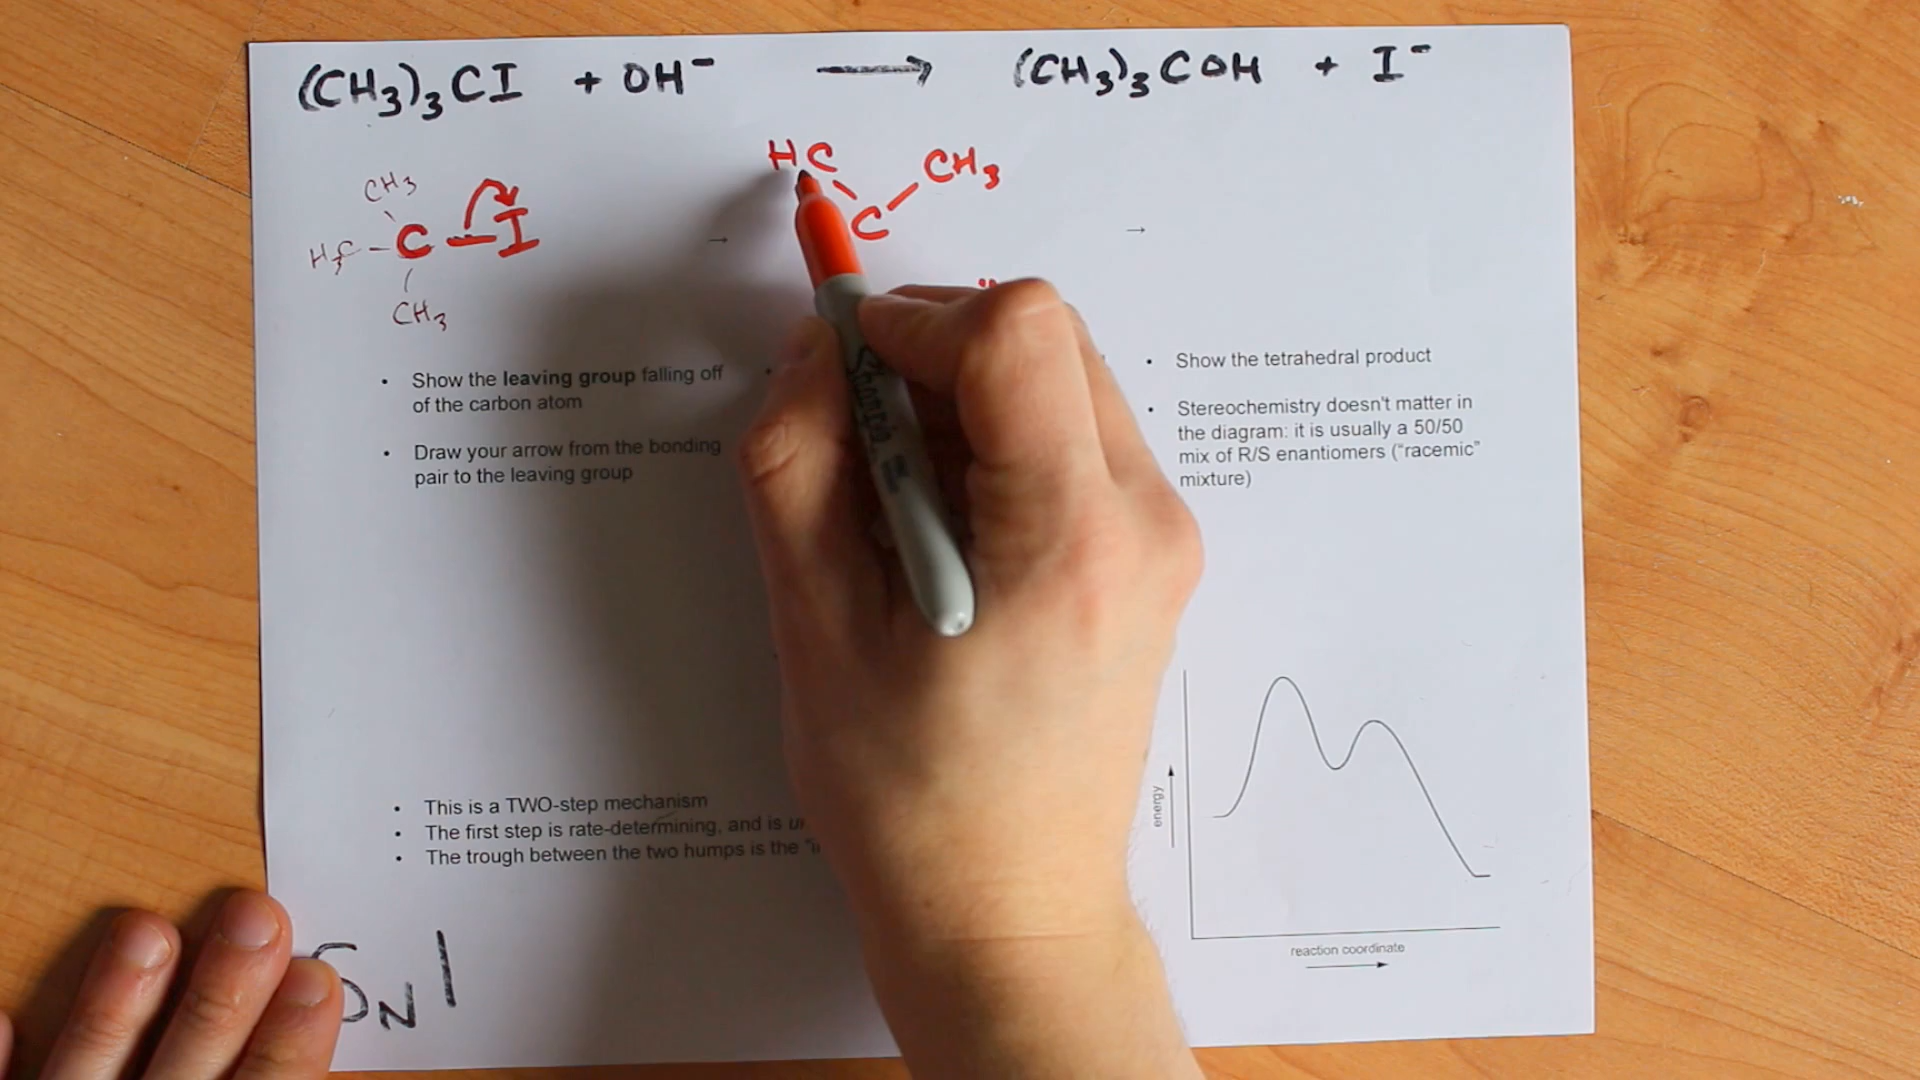 (CH3)3CI + OH- → (CH3)3COH + I-
CH3
H3C - C - I
CH3
HC
CH3
C
→
→
• Show the leaving group falling off
of the carbon atom
• Draw your arrow from the bonding
pair to the leaving group
• Show the tetrahedral product
• Stereochemistry doesn't matter in
the diagram: it is usually a 50/50
mix of R/S enantiomers ("racemic"
mixture)
Sharpie
• This is a TWO-step mechanism
• The first step is rate-determining, and is
• The trough between the two humps is the
energy
reaction coordinate
SN1